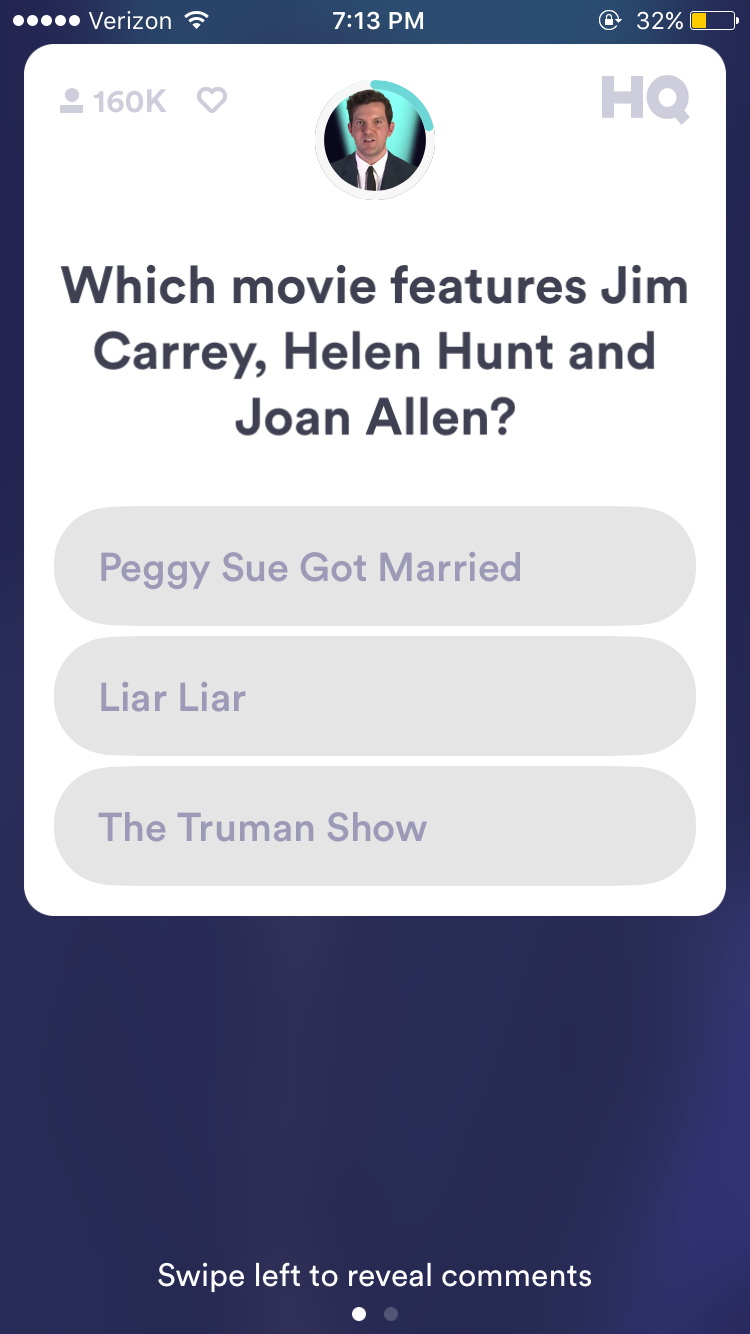 Verizon 7:13 PM 32%
160K HQ
Which movie features Jim
Carrey, Helen Hunt and
Joan Allen?
Peggy Sue Got Married
Liar Liar
The Truman Show
Swipe left to reveal comments